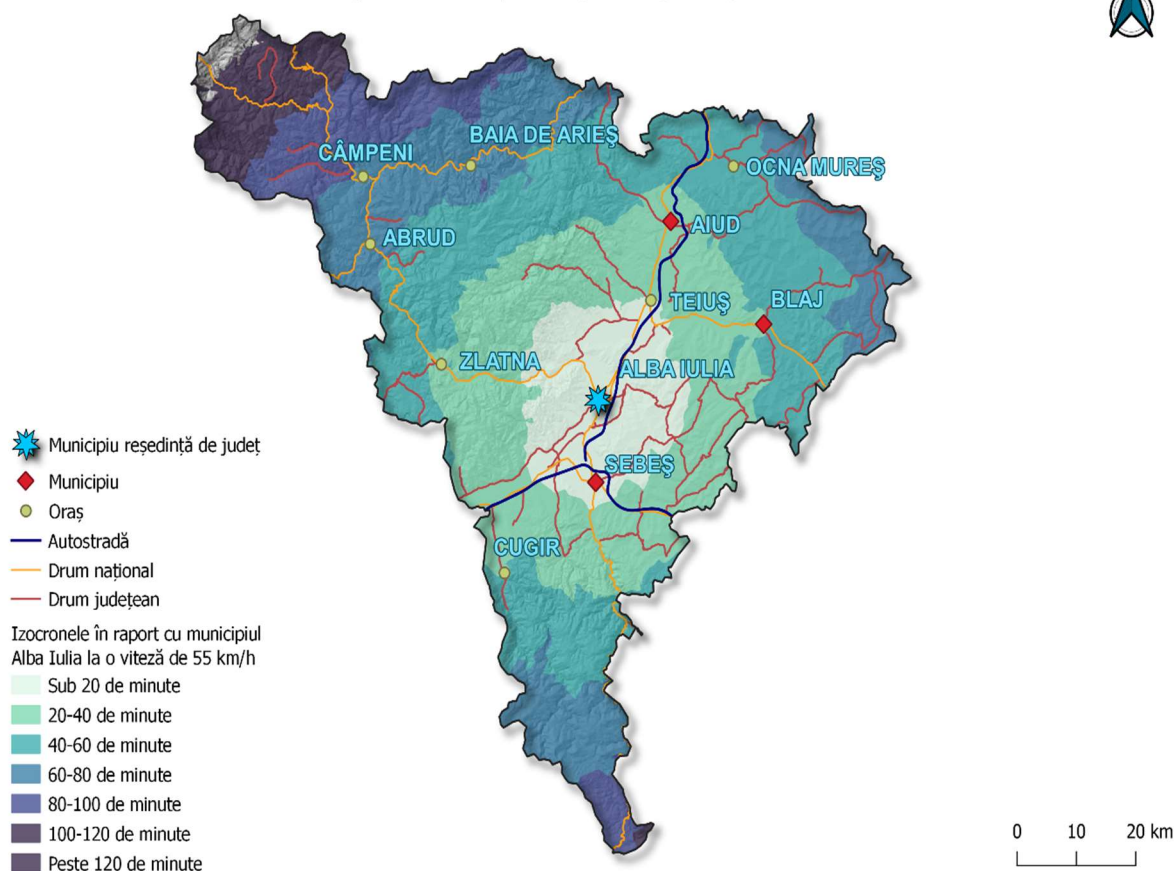 BAIA DE ARIEŞ
CÂMPENI
OCNA MUREŞ
ABRUD
AIUD
TEIUŞ
BLAJ
ZLATNA
ALBA IULIA
SEBEŞ
CUGIR
Municipiu reședință de județ
Municipiu
Oraș
Autostradă
Drum național
Drum județean
Izocronele în raport cu municipiul
Alba Iulia la o viteză de 55 km/h
Sub 20 de minute
20-40 de minute
40-60 de minute
60-80 de minute
80-100 de minute
100-120 de minute
Peste 120 de minute
0 10 20 km